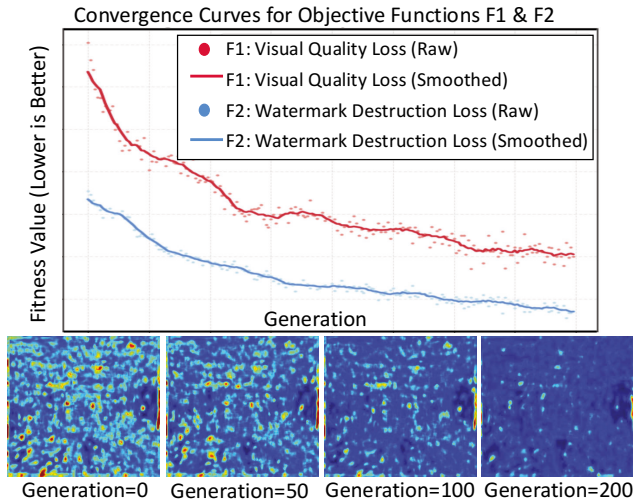 Convergence Curves for Objective Functions F1 & F2
Fitness Value (Lower is Better)
F1: Visual Quality Loss (Raw)
F1: Visual Quality Loss (Smoothed)
F2: Watermark Destruction Loss (Raw)
F2: Watermark Destruction Loss (Smoothed)
Generation
Generation=0
Generation=50
Generation=100
Generation=200